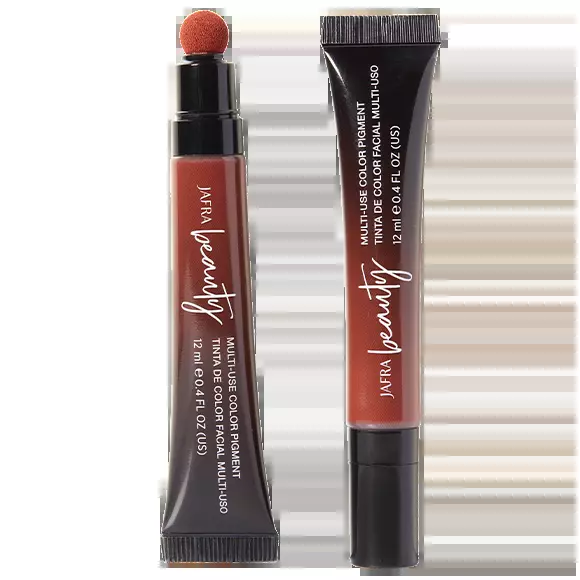 JAFRA
beauty
MULTI-USE COLOR PIGMENT
TINTA DE COLOR FACIAL MULTI-USO
12 ml ℮ 0.4 FL OZ (US)
JAFRA
beauty
MULTI-USE COLOR PIGMENT
TINTA DE COLOR FACIAL MULTI-USO
12 ml ℮ 0.4 FL OZ (US)